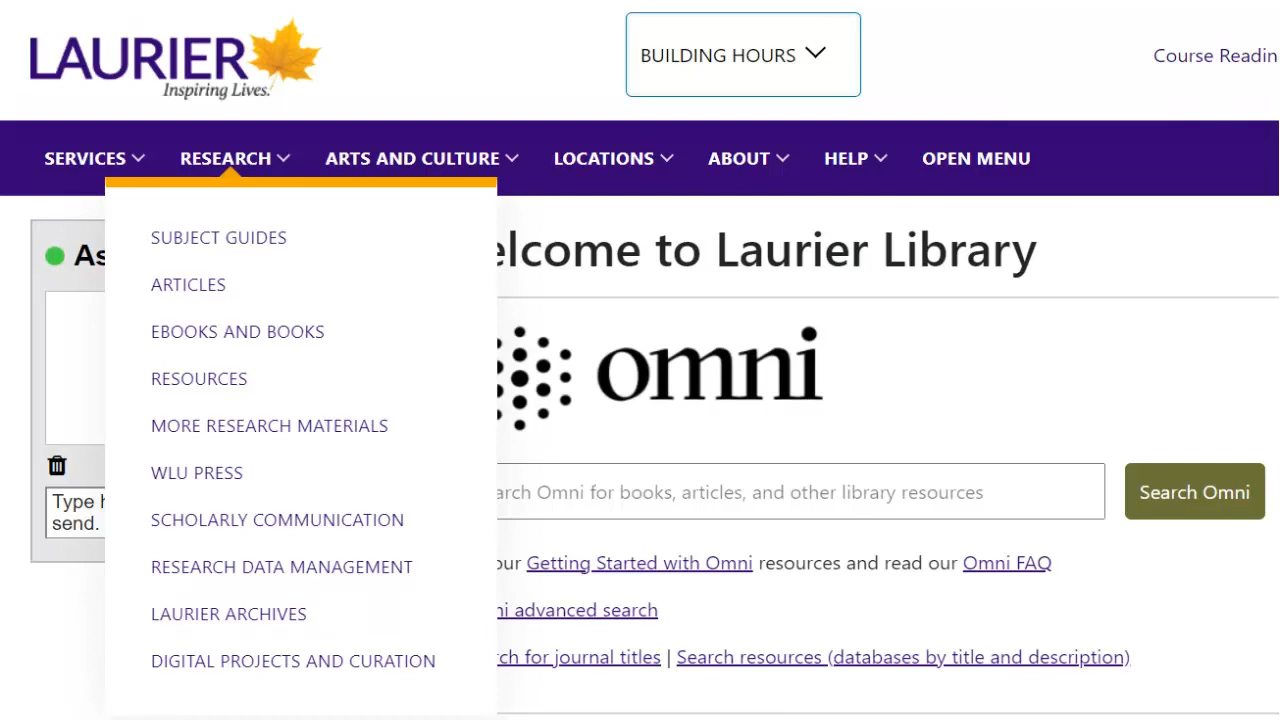 LAURIER
Inspiring Lives.
BUILDING HOURS
Course Readin
SERVICES RESEARCH ARTS AND CULTURE LOCATIONS ABOUT HELP OPEN MENU
SUBJECT GUIDES
ARTICLES
EBOOKS AND BOOKS
RESOURCES
MORE RESEARCH MATERIALS
WLU PRESS
SCHOLARLY COMMUNICATION
RESEARCH DATA MANAGEMENT
LAURIER ARCHIVES
DIGITAL PROJECTS AND CURATION
As
Type h
send.
elcome to Laurier Library
omni
arch Omni for books, articles, and other library resources
Search Omni
our Getting Started with Omni resources and read our Omni FAQ
ni advanced search
rch for journal titles | Search resources (databases by title and description)